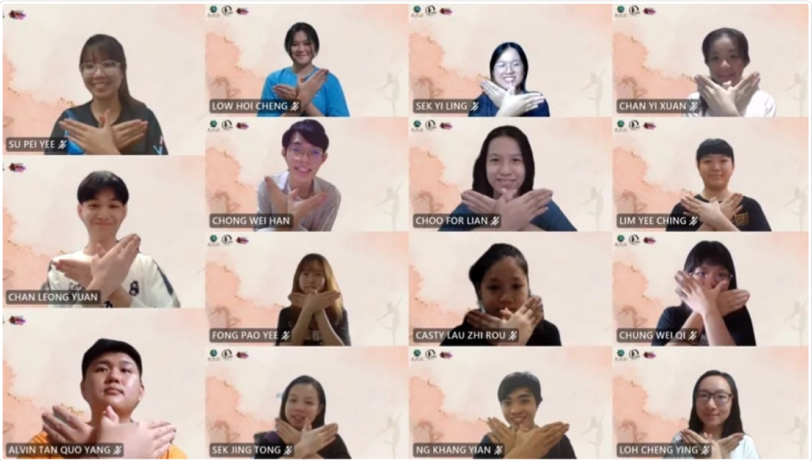 SU PEI YEE
LOW HOI CHENG
SEK YI LING
CHAN YI XUAN
CHONG WEI HAN
CHOO FOR LIAN
LIM YEE CHING
CHAN LEONG YUAN
FONG PAO YEE
CASTY LAU ZHI ROU
CHUNG WEI QI
ALVIN TAN QUO YANG
SEK JING TONG
NG KHANG YIAN
LOH CHENG YING